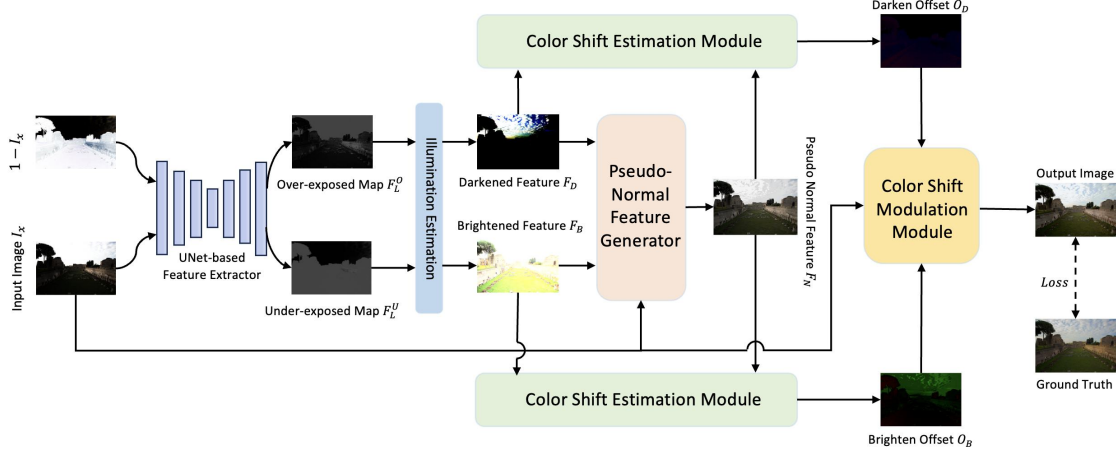 Darken Offset O_D
Color Shift Estimation Module
1 − I_x
Over-exposed Map F_L^O
Illumination Estimation
Darkened Feature F_D
Pseudo-
Normal
Feature
Generator
Pseudo Normal Feature F_N
Color Shift
Modulation
Module
Output Image
Input Image I_x
UNet-based
Feature Extractor
Brightened Feature F_B
Under-exposed Map F_L^U
Loss
Color Shift Estimation Module
Ground Truth
Brighten Offset O_B